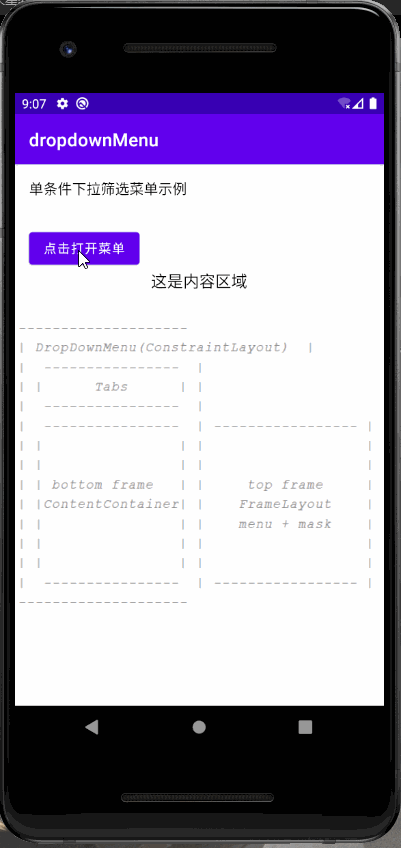 9:07
dropdownMenu
单条件下拉筛选菜单示例
点击打开菜单
这是内容区域
-------------------
| DropDownMenu(ConstraintLayout)  |
|  ---------------  |
| |      Tabs      | |
|  ---------------  |
|  ---------------  | ---------------- |
| |                | |                  |
| |                | |                  |
| | bottom frame   | |     top frame    |
| |ContentContainer| |    FrameLayout   |
| |                | |    menu + mask   |
| |                | |                  |
| |                | |                  |
|  ---------------  | ---------------- |
-------------------